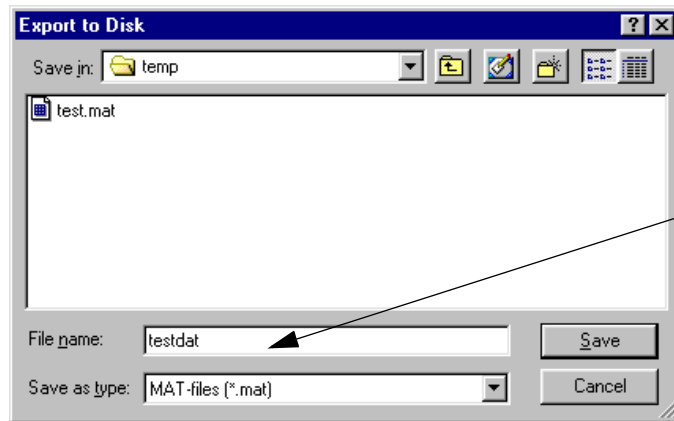 Export to Disk
Save in: temp
test.mat
File name: testdat
Save
Save as type: MAT-files (*.mat)
Cancel